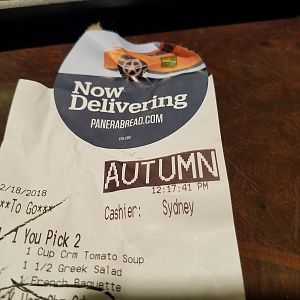 Now
Delivering
PANERABREAD.COM
AUTUMN
2/18/2018
12:17:41 PM
**To Go***
Cashier: Sydney
1 You Pick 2
1 Cup Crm Tomato Soup
1 1/2 Greek Salad
1 French Baguette